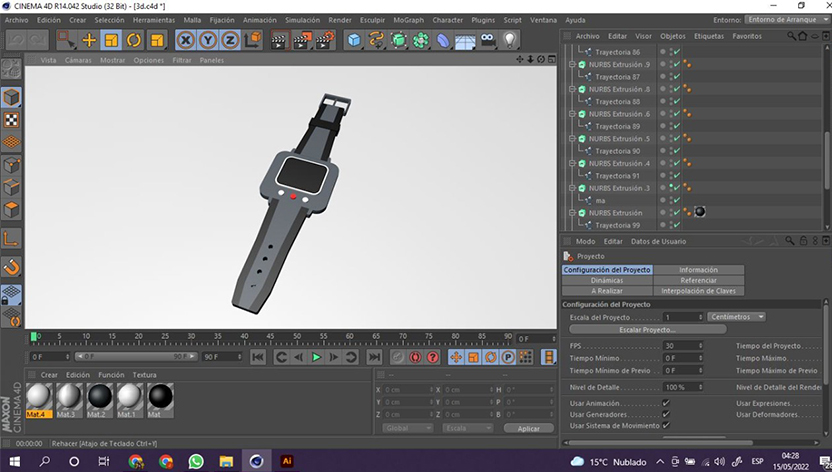 CINEMA 4D R14.042 Studio (32 Bit) - [3d.c4d *]
Archivo Edición Crear Selección Herramientas Malla Fijación Animación Simulación Render Esculpir MoGraph Character Plugins Script Ventana Ayuda Entorno: Entorno de Arranque
X Y Z
Vista Cámaras Mostrar Opciones Filtrar Paneles
Archivo Editar Visor Objetos Etiquetas Favoritos
Trayectoria 86
NURBS Extrusión .9
Trayectoria 87
NURBS Extrusión .8
Trayectoria 88
NURBS Extrusión .6
Trayectoria 89
NURBS Extrusión .5
Trayectoria 90
NURBS Extrusión .4
Trayectoria 91
NURBS Extrusión .3
ma
NURBS Extrusión
Trayectoria 99
Modo Editar Datos de Usuario
Proyecto
Configuración del Proyecto Información
Dinámicas Referenciar
A Realizar Interpolación de Claves
Configuración del Proyecto
Escala del Proyecto 1 Centímetros
Escalar Proyecto...
FPS 30 Tiempo del Proyecto
Tiempo Mínimo 0 F Tiempo Máximo
Tiempo Mínimo de Previo 0 F Tiempo Máximo de Previo
Nivel de Detalle 100 % Nivel de Detalle del Render
Usar Animación Usar Expresiones
Usar Generadores Usar Deformadores
Usar Sistema de Movimiento
0 5 10 15 20 25 30 35 40 45 50 55 60 65 70 75 80 85 90 0 F
0 F 0 F 90 F 90 F
Crear Edición Función Textura
Mat.4 Mat.3 Mat.2 Mat.1 Mat
-- -- --
X 0 cm X 0 cm H 0 °
Y 0 cm Y 0 cm P 0 °
Z 0 cm Z 0 cm B 0 °
Global Escala Aplicar
MAXON
CINEMA 4D
00:00:00 Rehacer [Atajo de Teclado Ctrl+Y]
Ai
15°C Nublado
ESP
04:28
15/05/2022